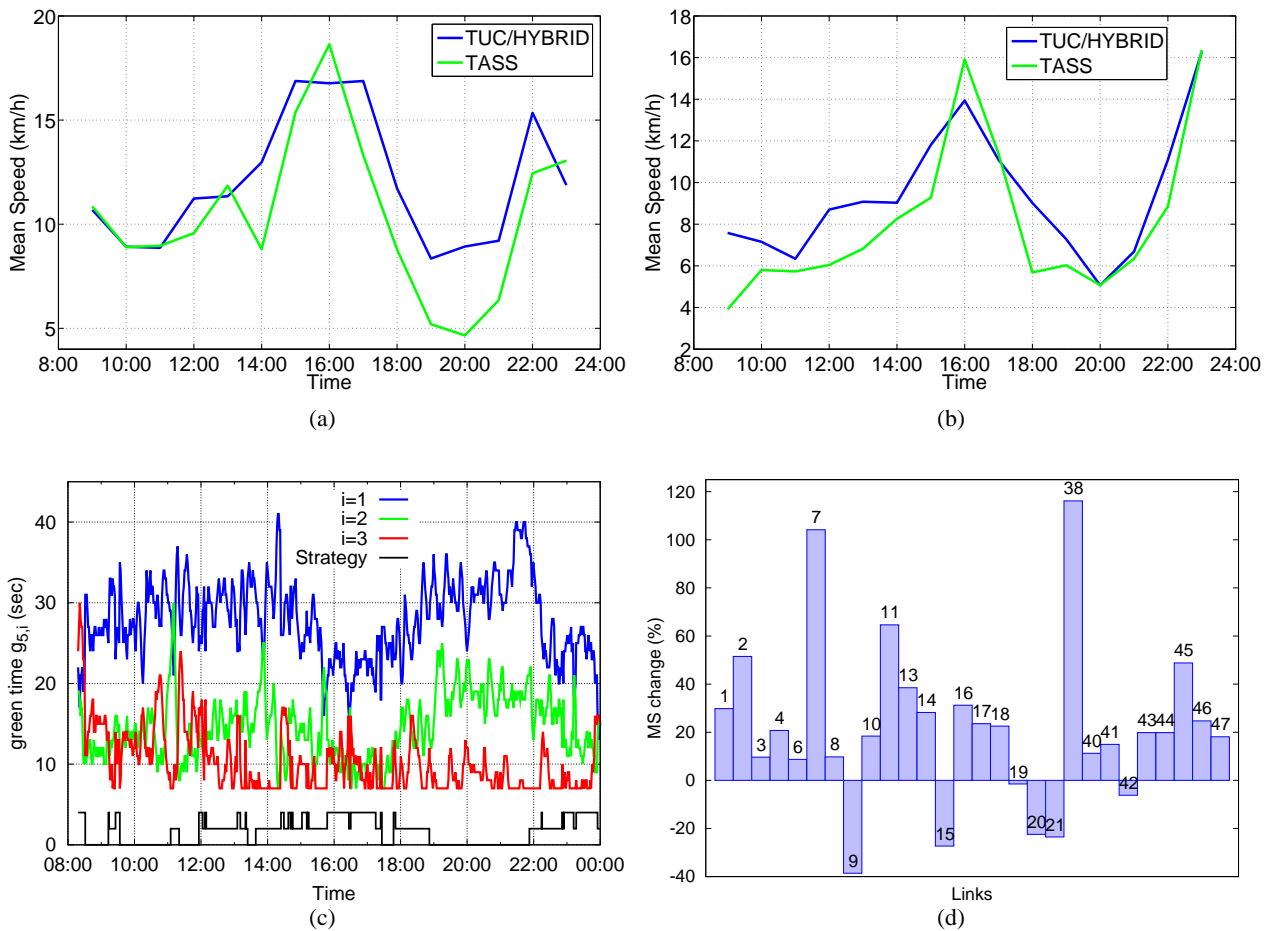 20
15
10
5
Mean Speed (km/h)
TUC/HYBRID
TASS
8:00 10:00 12:00 14:00 16:00 18:00 20:00 22:00 24:00
Time
(a)
18
16
14
12
10
8
6
4
2
Mean Speed (km/h)
TUC/HYBRID
TASS
8:00 10:00 12:00 14:00 16:00 18:00 20:00 22:00 24:00
Time
(b)
40
30
20
10
0
green time g5,i (sec)
i=1
i=2
i=3
Strategy
08:00 10:00 12:00 14:00 16:00 18:00 20:00 22:00 00:00
Time
(c)
120
100
80
60
40
20
0
-20
-40
MS change (%)
1 2 3 4 6 7 8 9 10 11 13 14 15 16 17 18 19 20 21 38 40 41 42 43 44 45 46 47
Links
(d)